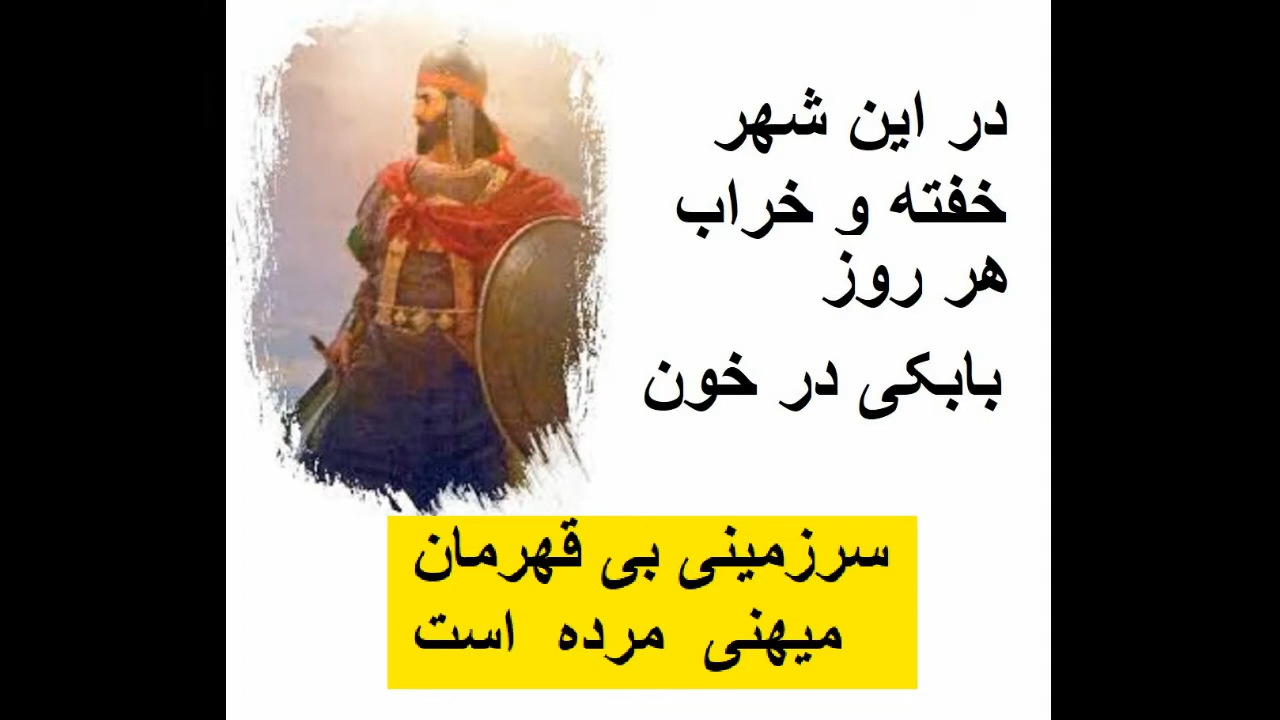 در این شهر
خفته و خراب
هر روز
بابکی در خون
سرزمینی بی قهرمان
میهنی مرده است